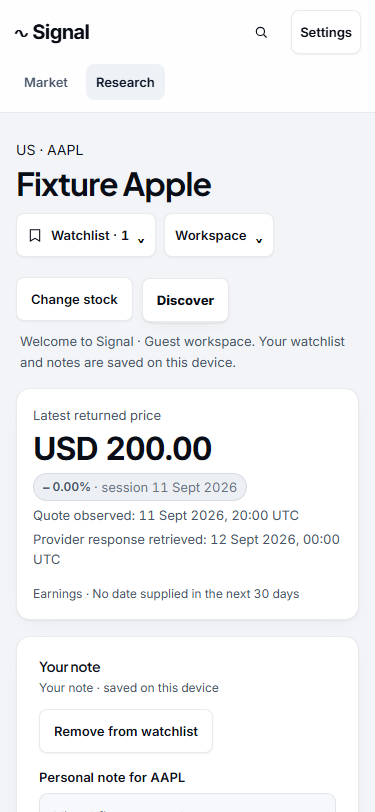 Signal
Settings
Market
Research
US · AAPL
Fixture Apple
Watchlist · 1
Workspace
Change stock
Discover
Welcome to Signal · Guest workspace. Your watchlist
and notes are saved on this device.
Latest returned price
USD 200.00
– 0.00% · session 11 Sept 2026
Quote observed: 11 Sept 2026, 20:00 UTC
Provider response retrieved: 12 Sept 2026, 00:00
UTC
Earnings · No date supplied in the next 30 days
Your note
Your note · saved on this device
Remove from watchlist
Personal note for AAPL